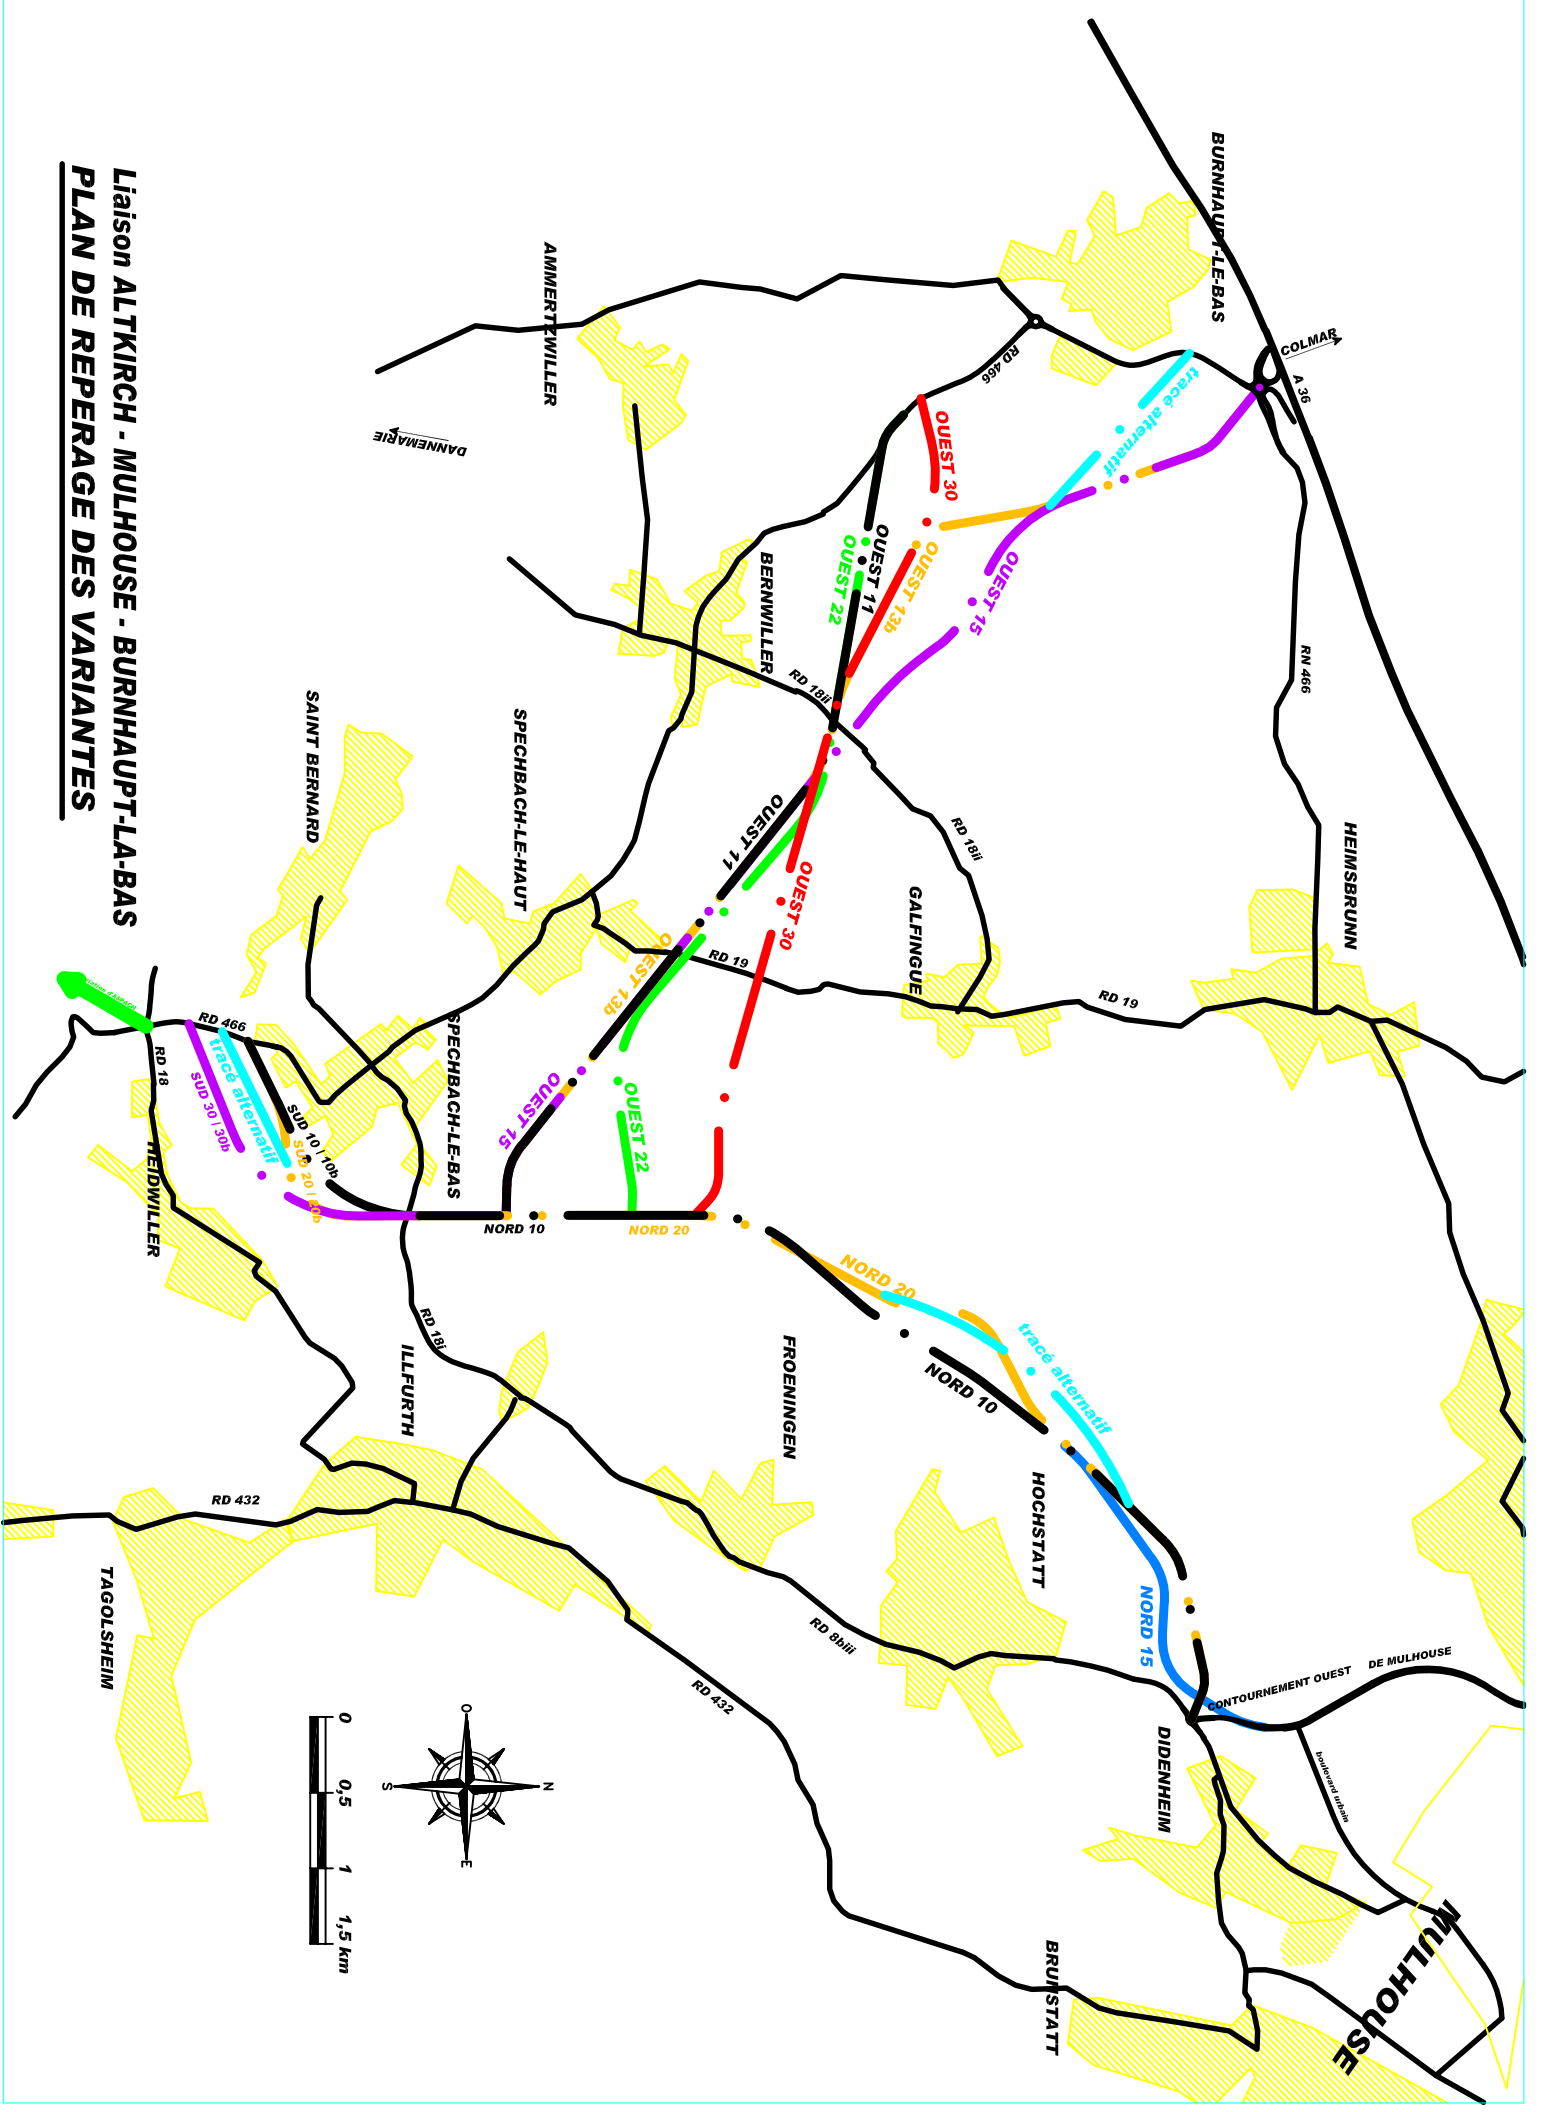 Liaison ALTKIRCH - MULHOUSE - BURNHAUPT-LA-BAS
PLAN DE REPERAGE DES VARIANTES
BURNHAUPT-LE-BAS
COLMAR
A 36
tracé alternatif
RD 466
AMMERTZWILLER
DANNEMARIE
OUEST 30
OUEST 11
OUEST 22
OUEST 13b
OUEST 15
RN 466
BERNWILLER
RD 18ii
RD 18ii
HEIMSBRUNN
GALFINGUE
SPECHBACH-LE-HAUT
SAINT BERNARD
OUEST 11
OUEST 30
OUEST 13b
RD 19
RD 19
OUEST 15
OUEST 22
RD 466
RD 18
SPECHBACH-LE-BAS
SUD 30 / 30b
tracé alternatif
SUD 10 / 10b
SUD 20 / 20b
HEIDWILLER
NORD 10
NORD 20
NORD 20
NORD 10
tracé alternatif
RD 18i
ILLFURTH
FROENINGEN
HOCHSTATT
NORD 15
RD 432
TAGOLSHEIM
RD 8biii
RD 432
CONTOURNEMENT OUEST DE MULHOUSE
DIDENHEIM
boulevard urbain
MULHOUSE
BRUNSTATT
O
N
S
E
0
0,5
1
1,5 km